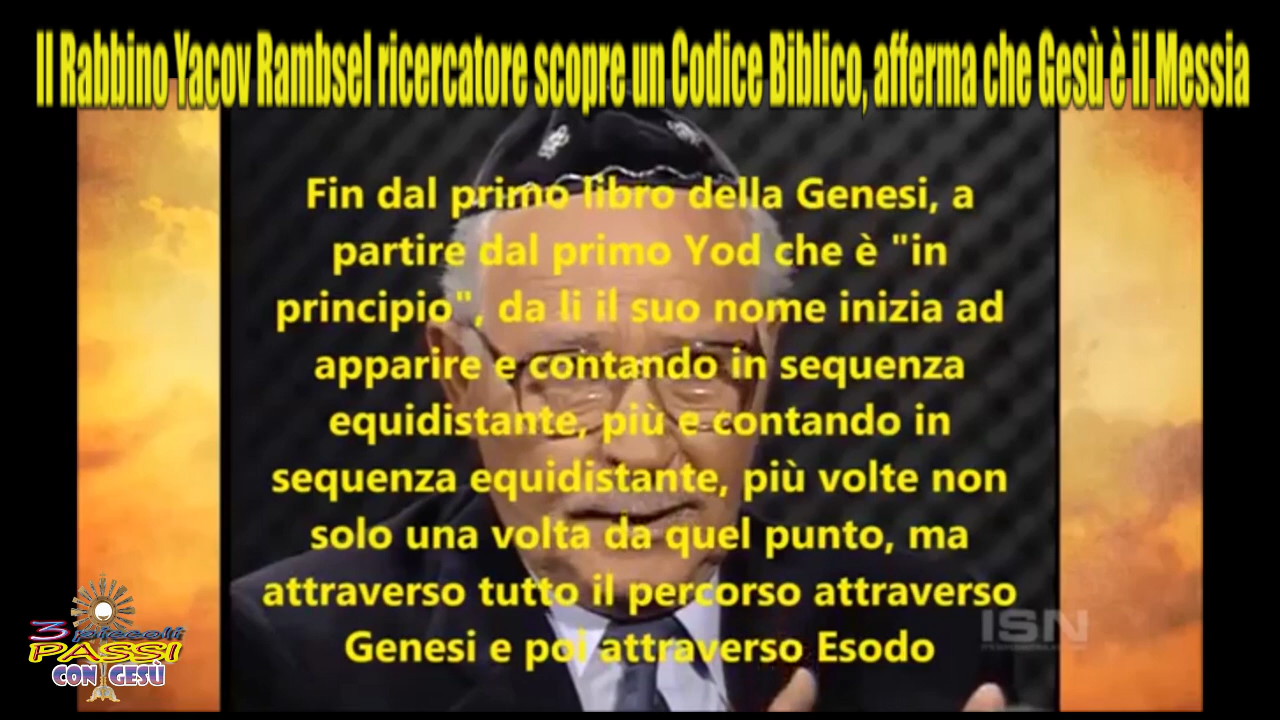 Il Rabbino Yacov Rambsel ricercatore scopre un Codice Biblico, afferma che Gesù è il Messia
Fin dal primo libro della Genesi, a
partire dal primo Yod che è "in
principio", da li il suo nome inizia ad
apparire e contando in sequenza
equidistante, più e contando in
sequenza equidistante, più volte non
solo una volta da quel punto, ma
attraverso tutto il percorso attraverso
Genesi e poi attraverso Esodo
ISN
3 piccoli
PASSI
CON GESÙ